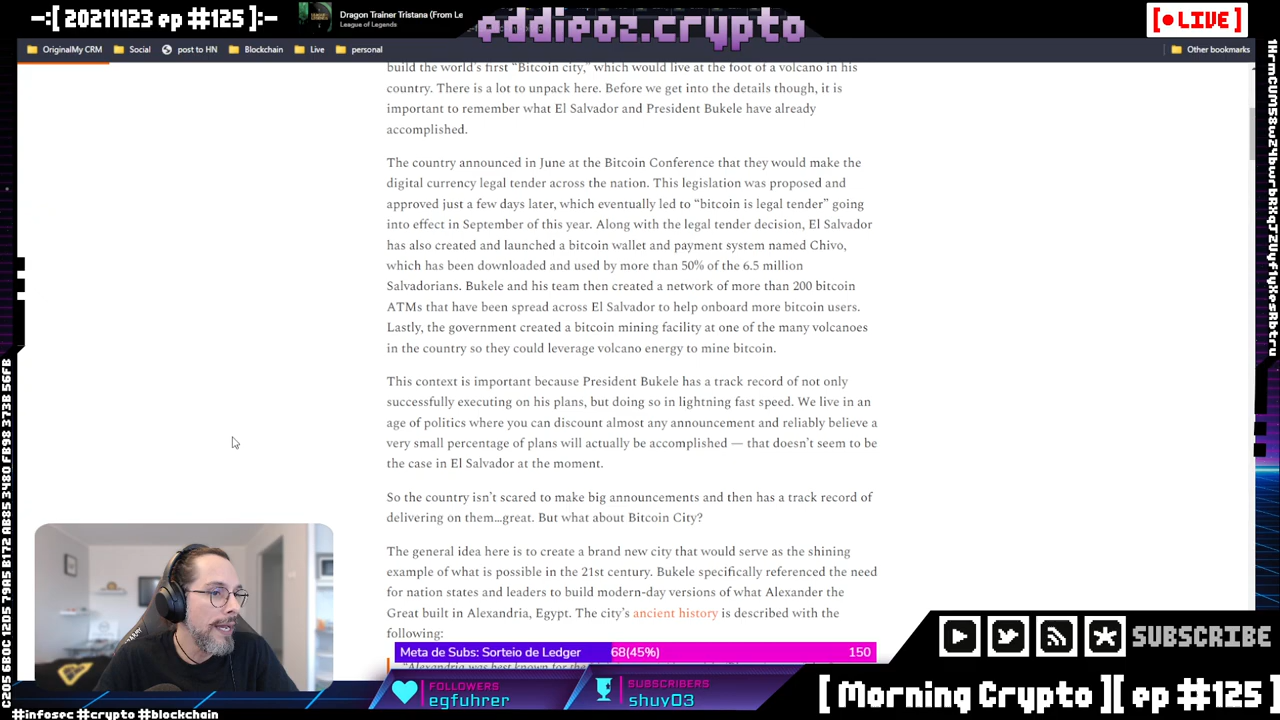 —:[ 20211123 ep #125 ]:—
Dragon Trainer Tristana (From Le
League of Legends
eddieoz.crypto
[● LIVE]
OriginalMy CRM
Social
post to HN
Blockchain
Live
personal
Other bookmarks
build the world's first “Bitcoin city,” which would live at the foot of a volcano in his
country. There is a lot to unpack here. Before we get into the details though, it is
important to remember what El Salvador and President Bukele have already
accomplished.
The country announced in June at the Bitcoin Conference that they would make the
digital currency legal tender across the nation. This legislation was proposed and
approved just a few days later, which eventually led to “bitcoin is legal tender” going
into effect in September of this year. Along with the legal tender decision, El Salvador
has also created and launched a bitcoin wallet and payment system named Chivo,
which has been downloaded and used by more than 50% of the 6.5 million
Salvadorians. Bukele and his team then created a network of more than 200 bitcoin
ATMs that have been spread across El Salvador to help onboard more bitcoin users.
Lastly, the government created a bitcoin mining facility at one of the many volcanoes
in the country so they could leverage volcano energy to mine bitcoin.
This context is important because President Bukele has a track record of not only
successfully executing on his plans, but doing so in lightning fast speed. We live in an
age of politics where you can discount almost any announcement and reliably believe a
very small percentage of plans will actually be accomplished — that doesn't seem to be
the case in El Salvador at the moment.
So the country isn't scared to make big announcements and then has a track record of
delivering on them...great. But what about Bitcoin City?
The general idea here is to create a brand new city that would serve as the shining
example of what is possible in the 21st century. Bukele specifically referenced the need
for nation states and leaders to build modern-day versions of what Alexander the
Great built in Alexandria, Egypt. The city's ancient history is described with the
following:
“Alexandria was best known for the
Meta de Subs: Sorteio de Ledger 68(45%) 150
FOLLOWERS
egfuhrer
SUBSCRIBERS
shuy03
SUBSCRIBE
[ Morning Crypto ][ ep #125 ]
#infosec #crypto #blockchain